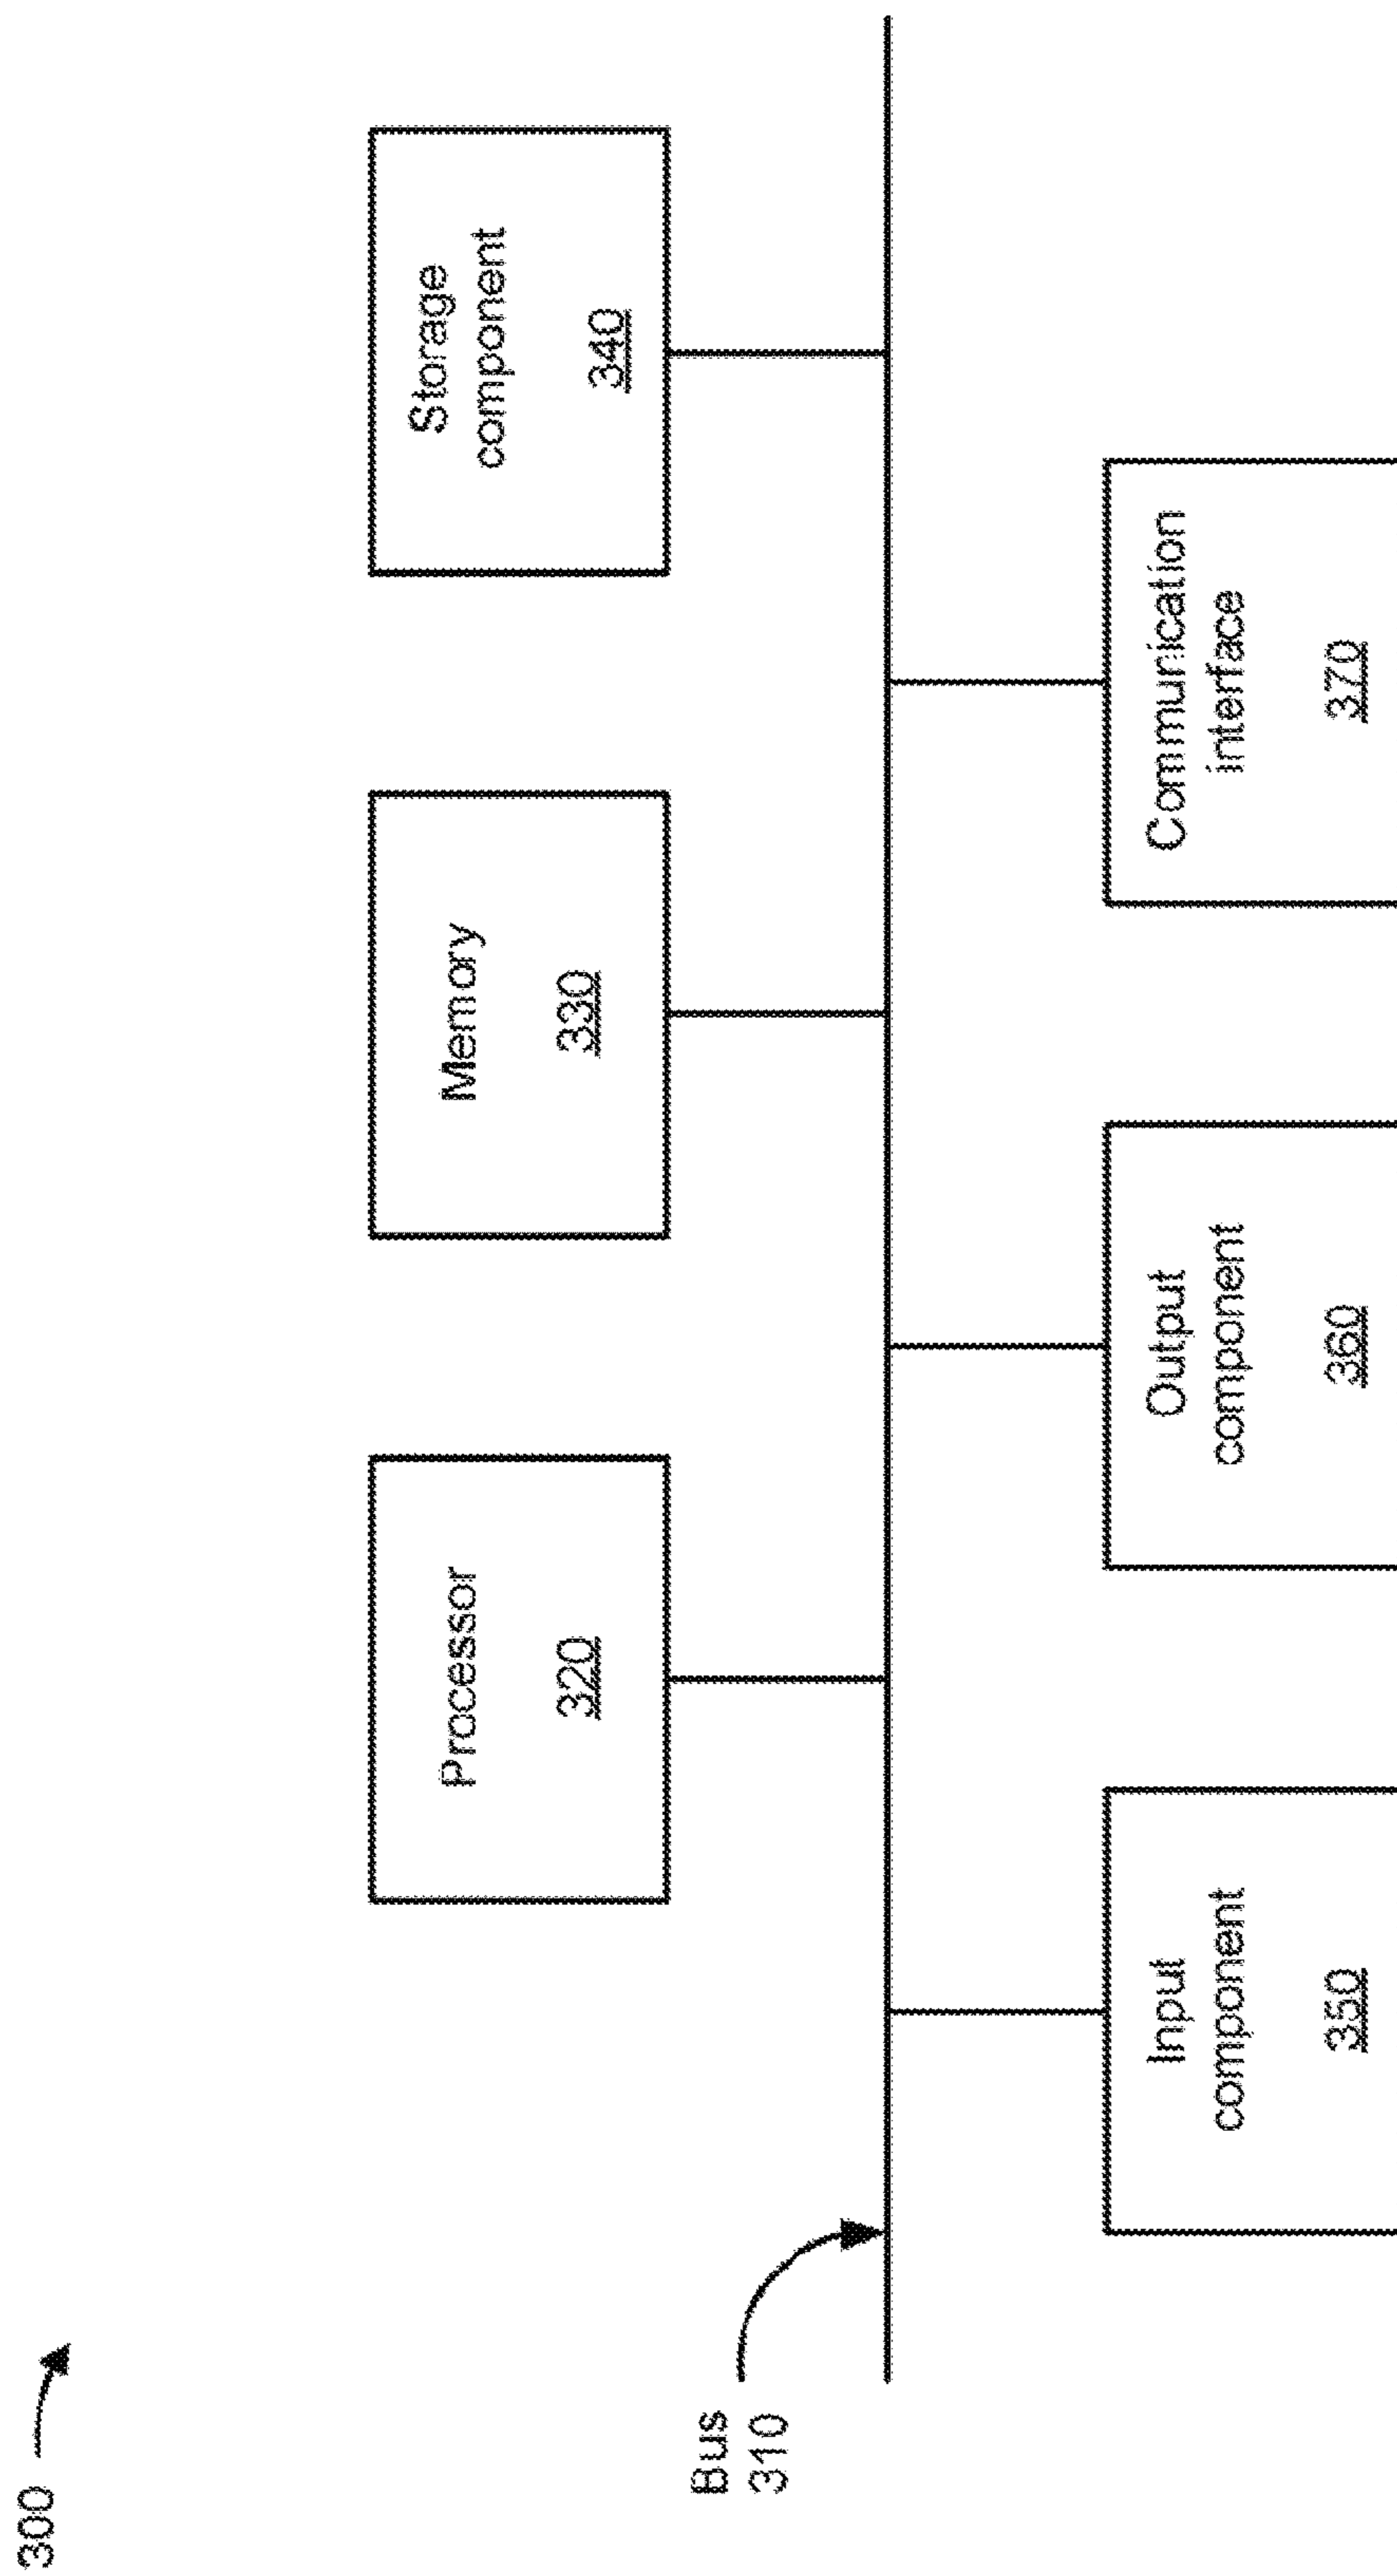 300
Processor
320
Memory
330
Storage
component
340
Bus
310
Input
component
350
Output
component
360
Communication
interface
370